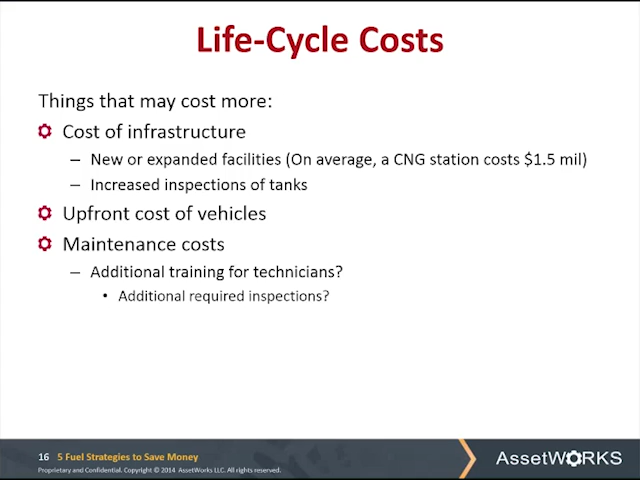 Life-Cycle Costs
Things that may cost more:
Cost of infrastructure
– New or expanded facilities (On average, a CNG station costs $1.5 mil)
– Increased inspections of tanks
Upfront cost of vehicles
Maintenance costs
– Additional training for technicians?
• Additional required inspections?
16 5 Fuel Strategies to Save Money
Proprietary and Confidential. Copyright © 2014 AssetWorks LLC. All rights reserved.
AssetWORKS